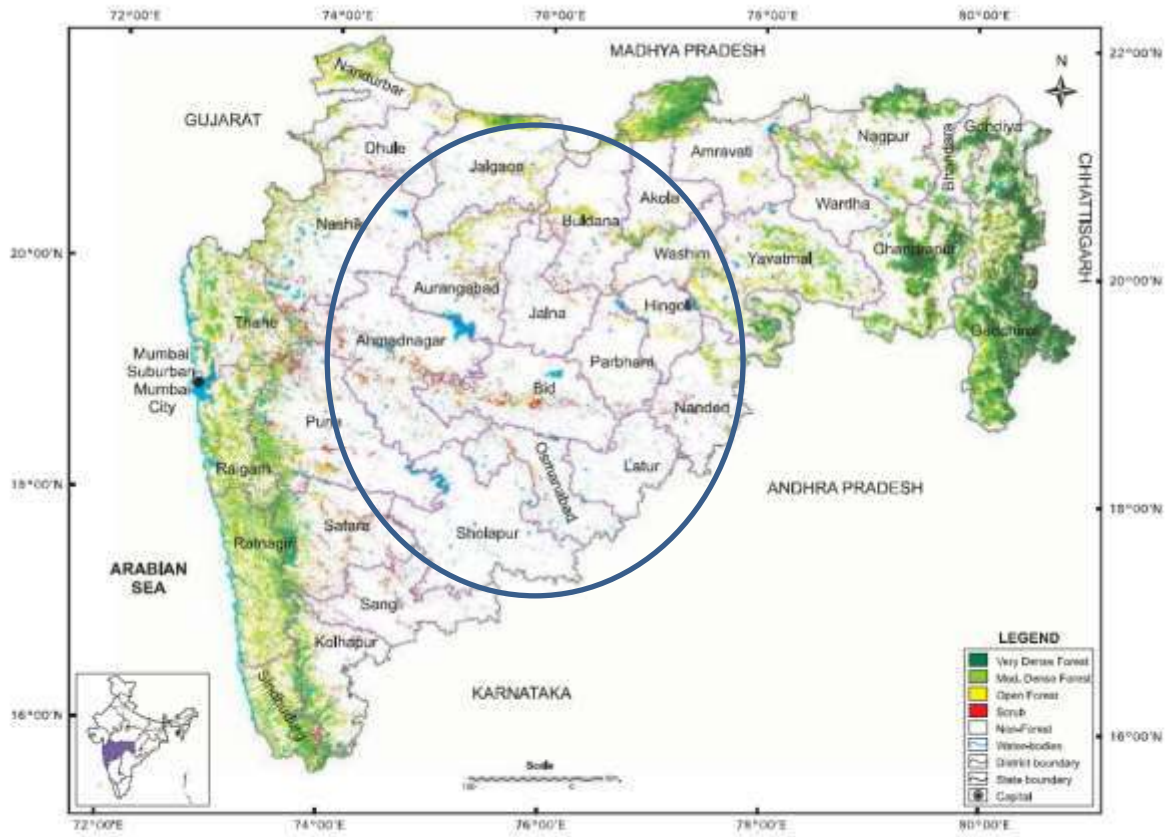 72°00'E 74°00'E 76°00'E 78°00'E 80°00'E
MADHYA PRADESH
22°00'N
N
Nandurbar
GUJARAT
Dhule
Jalgaon
Amravati
Nagpur
Bhandara
Gondiya
CHHATTISGARH
Akola
Buldana
Wardha
Nashik
20°00'N
Washim
Yavatmal
Chandrapur
20°00'N
Aurangabad
Jalna
Hingoli
Thane
Ahmadnagar
Parbhani
Gadchiroli
Mumbai
Suburban
Mumbai
City
Bid
Nanded
Pune
Osmanabad
Latur
Raigarh
18°00'N
ANDHRA PRADESH
18°00'N
Satara
Sholapur
Ratnagiri
ARABIAN
SEA
Sangli
Kolhapur
LEGEND
Very Dense Forest
Mod. Dense Forest
Open Forest
Scrub
Non-Forest
Water-bodies
District boundary
State boundary
Capital
KARNATAKA
Sindhudurg
16°00'N
16°00'N
Scale
72°00'E 74°00'E 76°00'E 78°00'E 80°00'E